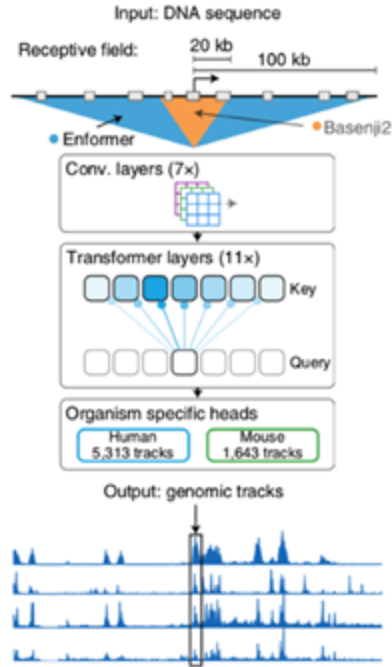 Input: DNA sequence
Receptive field:
20 kb
100 kb
Enformer
Basenji2
Conv. layers (7×)
Transformer layers (11×)
Key
Query
Organism specific heads
Human
5,313 tracks
Mouse
1,643 tracks
Output: genomic tracks